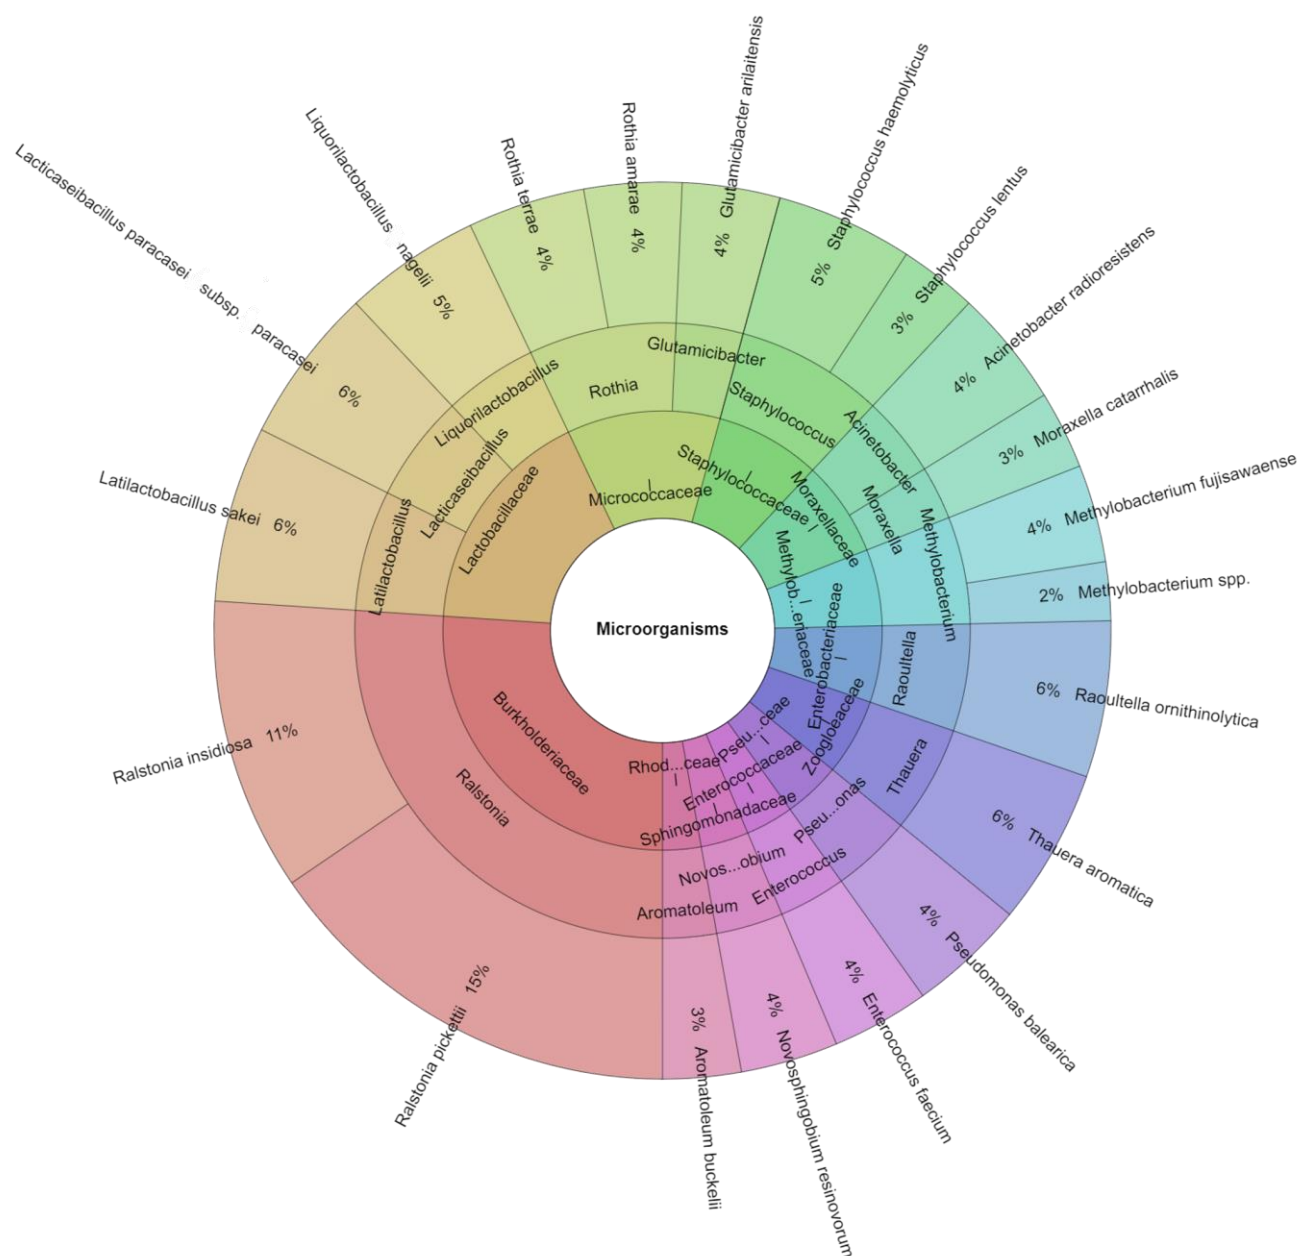 Microorganisms
Burkholderiaceae
Ralstonia
Ralstonia pickettii 15%
Ralstonia insidiosa 11%
Lactobacillaceae
Latilactobacillus
Latilactobacillus sakei 6%
Lacticaseibacillus
Lacticaseibacillus paracasei subsp. paracasei 6%
Liquorilactobacillus
Liquorilactobacillus nagelii 5%
Micrococcaceae
Rothia
Rothia terrae 4%
Rothia amarae 4%
Glutamicibacter
4% Glutamicibacter arilaitensis
Staphylococcaceae
Staphylococcus
5% Staphylococcus haemolyticus
3% Staphylococcus lentus
Moraxellaceae
Acinetobacter
4% Acinetobacter radioresistens
Moraxella
3% Moraxella catarrhalis
Methylob...eriaceae
Methylobacterium
4% Methylobacterium fujisawaense
2% Methylobacterium spp.
Enterobacteriaceae
Raoultella
6% Raoultella ornithinolytica
Zoogloeaceae
Thauera
6% Thauera aromatica
Pseu...ceae
Pseu...onas
4% Pseudomonas balearica
Enterococcaceae
Enterococcus
4% Enterococcus faecium
Sphingomonadaceae
Novos...obium
4% Novosphingobium resinovorum
Rhod...ceae
Aromatoleum
3% Aromatoleum buckelii